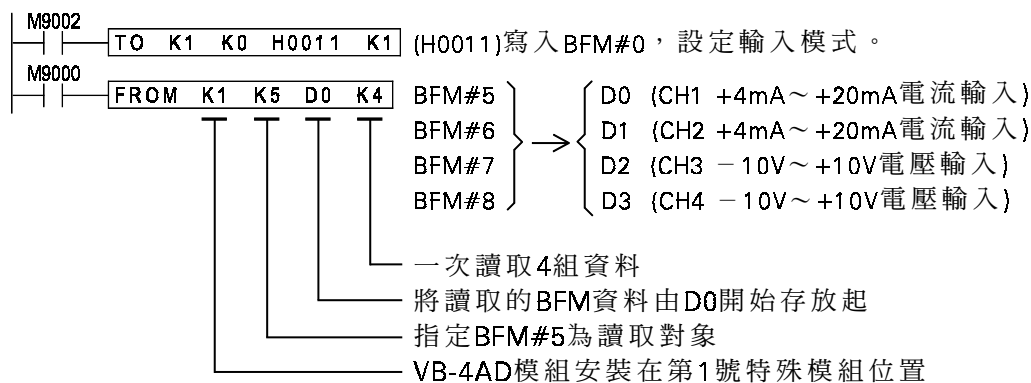 M9002
TO K1 K0 H0011 K1 (H0011)寫入BFM#0，設定輸入模式。
M9000
FROM K1 K5 D0 K4
BFM#5 D0 (CH1 +4mA～+20mA電流輸入)
BFM#6 D1 (CH2 +4mA～+20mA電流輸入)
BFM#7 D2 (CH3 －10V～+10V電壓輸入)
BFM#8 D3 (CH4 －10V～+10V電壓輸入)
一次讀取4組資料
將讀取的BFM資料由D0開始存放起
指定BFM#5為讀取對象
VB-4AD模組安裝在第1號特殊模組位置